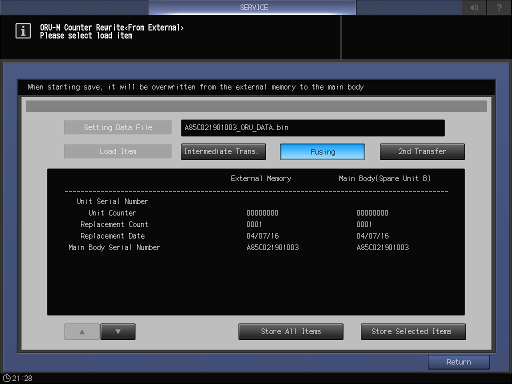 SERVICE
ORU-M Counter Rewrite<From External>
Please select load item
When starting save, it will be overwritten from the external memory to the main body
Setting Data File A85C021901003_ORU_DATA.bin
Load Item Intermediate Trans. Fusing 2nd Transfer
External Memory Main Body(Spare Unit B)
Unit Serial Number
Unit Counter 00000000 00000000
Replacement Count 0001 0001
Replacement Date 04/07/16 04/07/16
Main Body Serial Number A85C021901003 A85C021901003
Store All Items Store Selected Items
Return
21:28